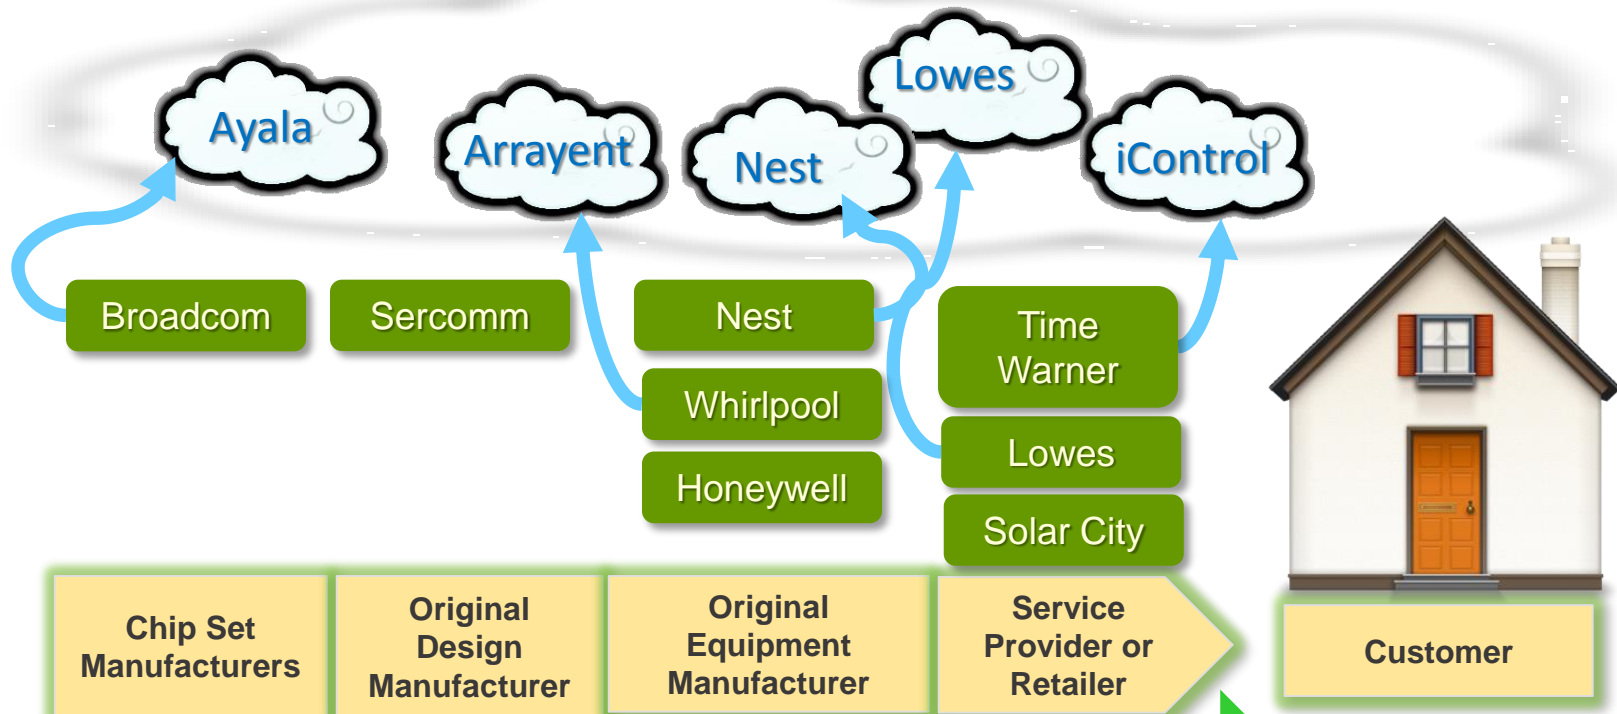 Ayala
Arrayent
Nest
Lowes
iControl
Broadcom
Sercomm
Nest
Whirlpool
Honeywell
Time
Warner
Lowes
Solar City
Chip Set
Manufacturers
Original
Design
Manufacturer
Original
Equipment
Manufacturer
Service
Provider or
Retailer
Customer